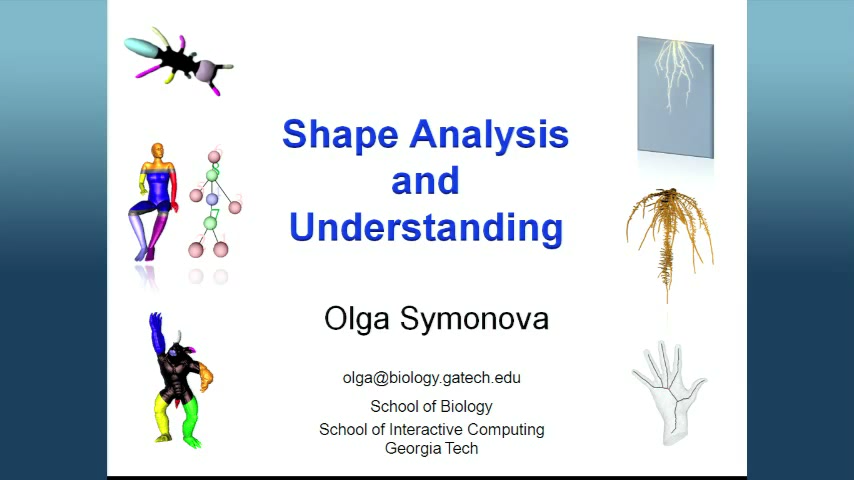 Shape Analysis
and
Understanding
Olga Symonova
olga@biology.gatech.edu
School of Biology
School of Interactive Computing
Georgia Tech